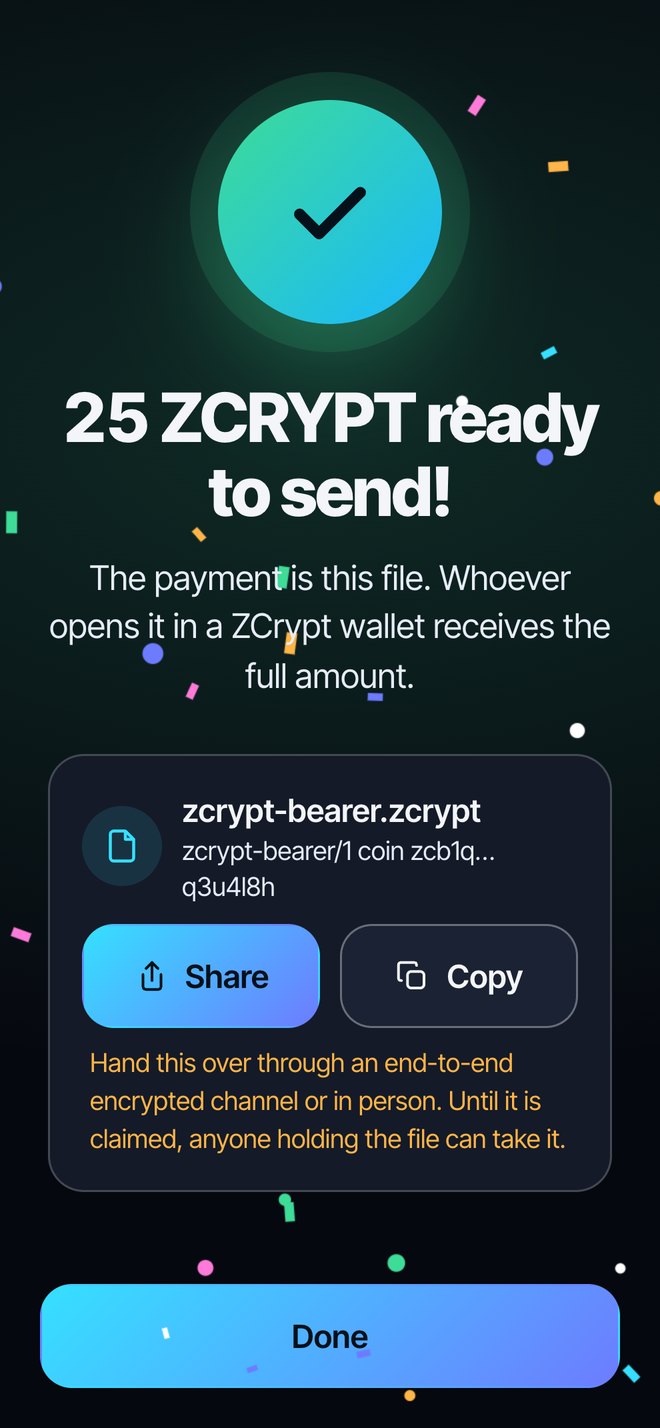 25 ZCRYPT ready
to send!
The payment is this file. Whoever
opens it in a ZCrypt wallet receives the
full amount.
zcrypt-bearer.zcrypt
zcrypt-bearer/1 coin zcb1q…
q3u4l8h
Share
Copy
Hand this over through an end-to-end
encrypted channel or in person. Until it is
claimed, anyone holding the file can take it.
Done